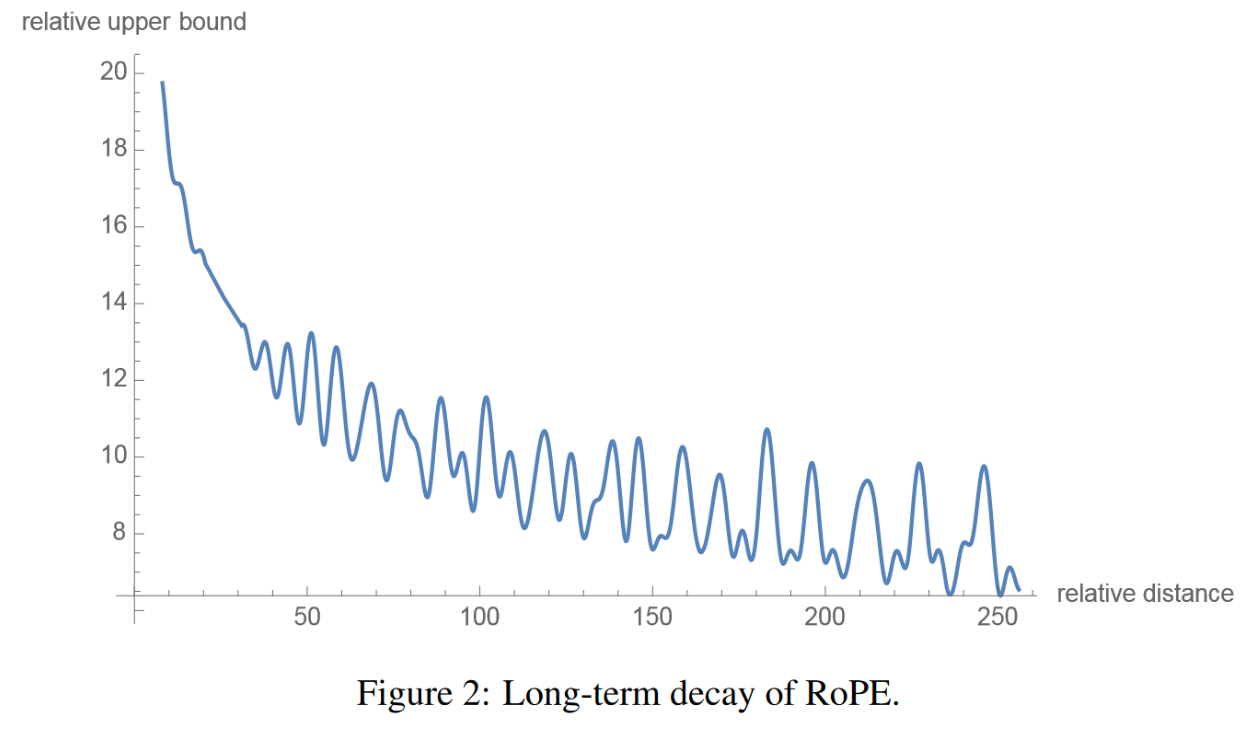 relative upper bound
20
18
16
14
12
10
8
50 100 150 200 250
relative distance
Figure 2: Long-term decay of RoPE.